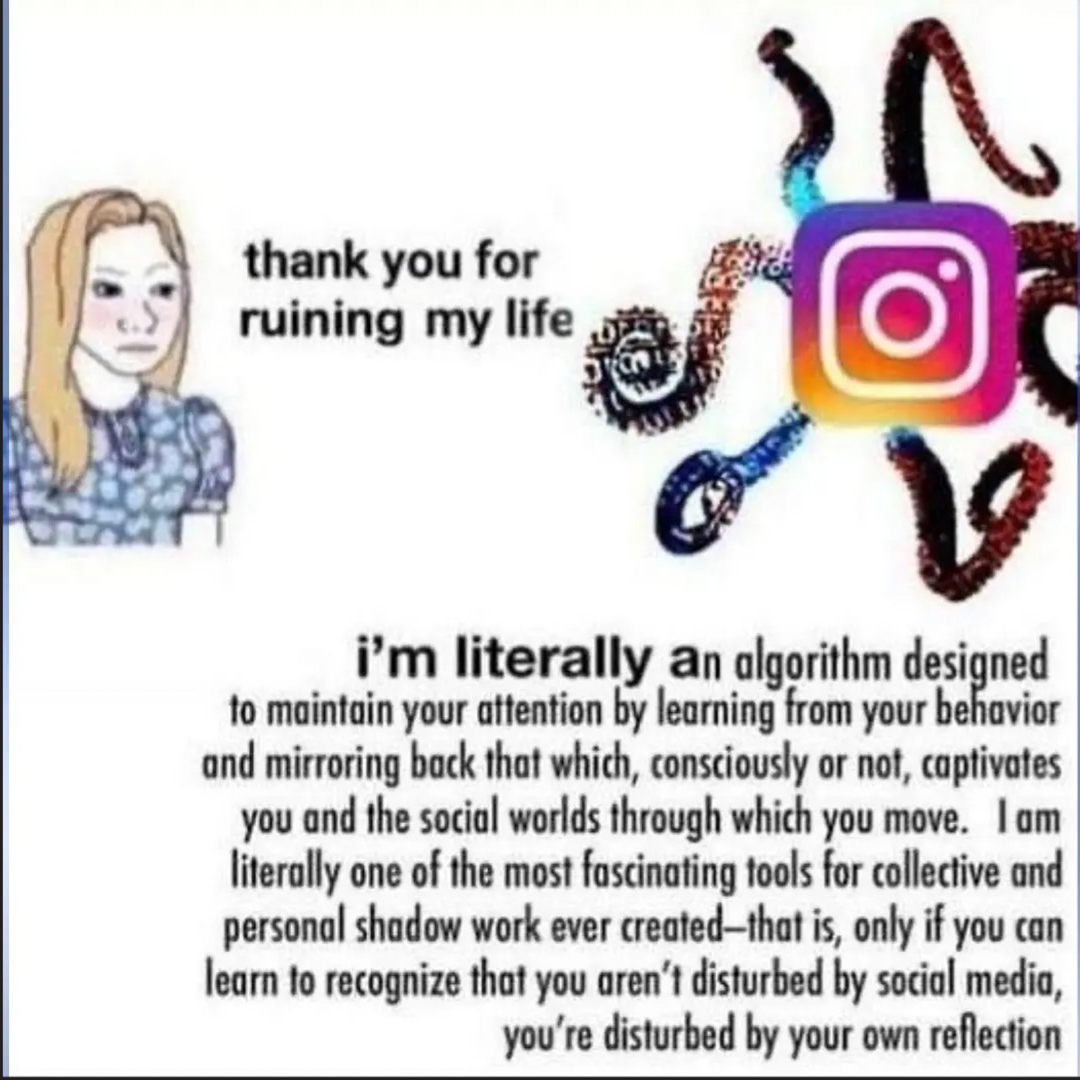 thank you for
ruining my life
i'm literally an algorithm designed
to maintain your attention by learning from your behavior
and mirroring back that which, consciously or not, captivates
you and the social worlds through which you move. I am
literally one of the most fascinating tools for collective and
personal shadow work ever created–that is, only if you can
learn to recognize that you aren't disturbed by social media,
you're disturbed by your own reflection